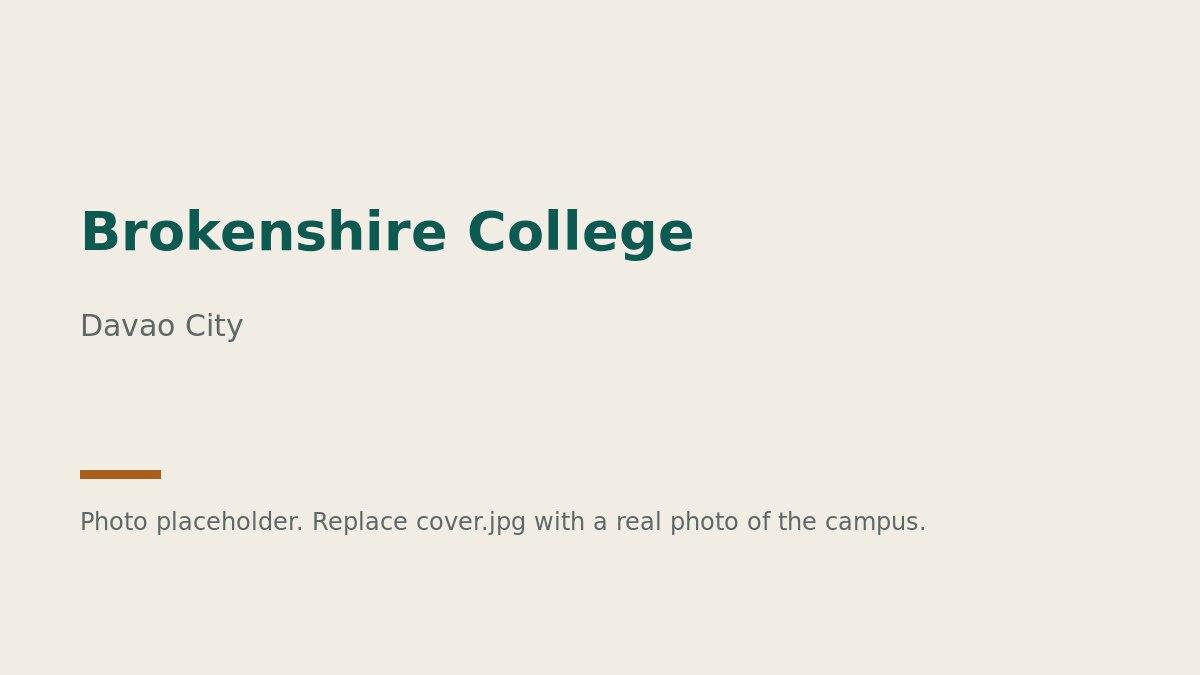 Brokenshire College
Davao City
Photo placeholder. Replace cover.jpg with a real photo of the campus.